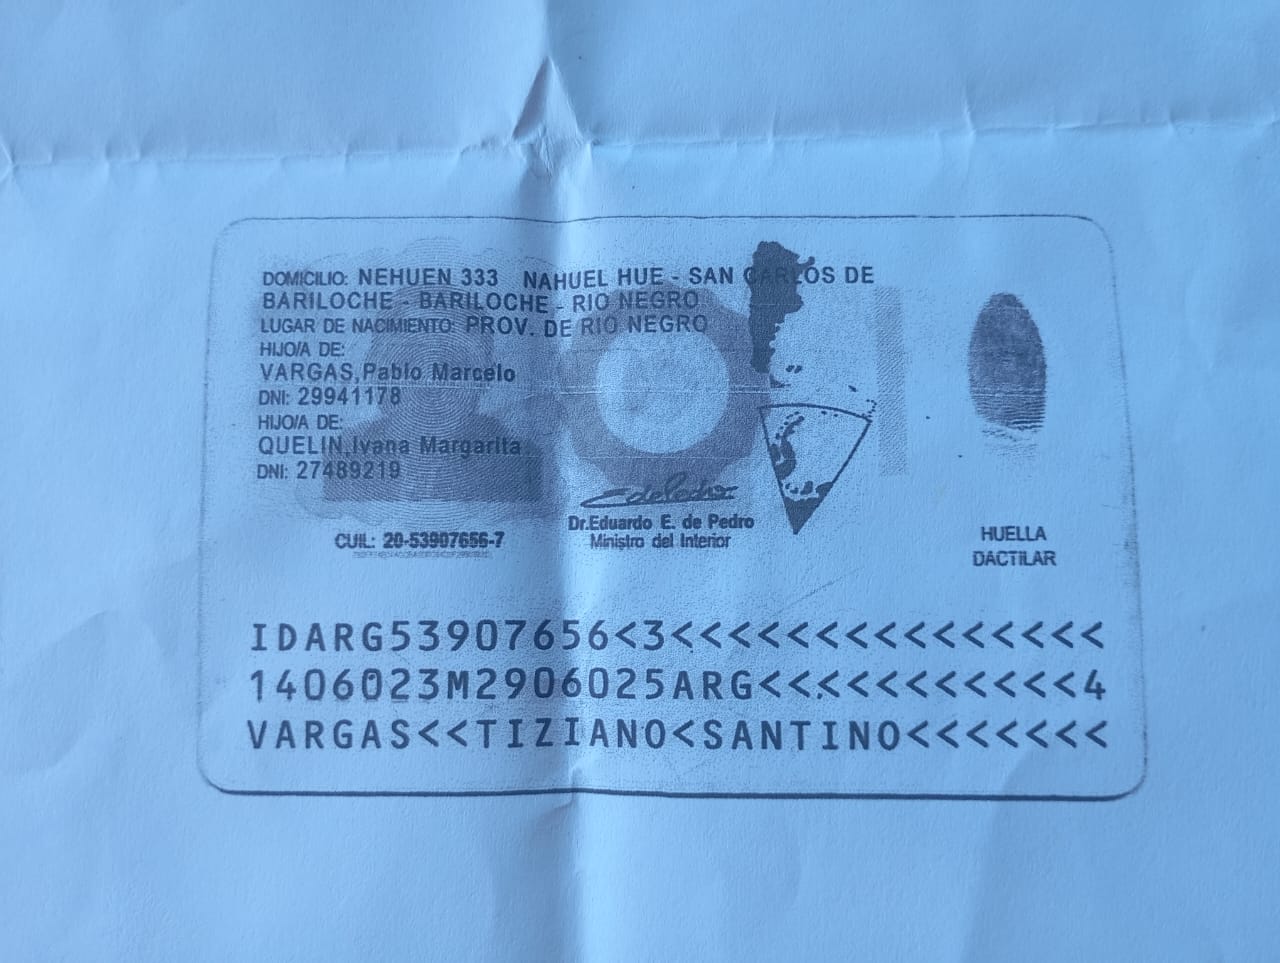 DOMICILIO: NEHUEN 333 NAHUEL HUE - SAN CARLOS DE
BARILOCHE - BARILOCHE - RIO NEGRO
LUGAR DE NACIMIENTO: PROV. DE RIO NEGRO
HIJO/A DE:
VARGAS,Pablo Marcelo
DNI: 29941178
HIJO/A DE:
QUELIN,Ivana Margarita
DNI: 27489219
Dr.Eduardo E. de Pedro
Ministro del Interior
CUIL: 20-53907656-7
HUELLA
DACTILAR
IDARG53907656<3<<<<<<<<<<<<<<<
1406023M2906025ARG<<<<<<<<<<<4
VARGAS<<TIZIANO<SANTINO<<<<<<<